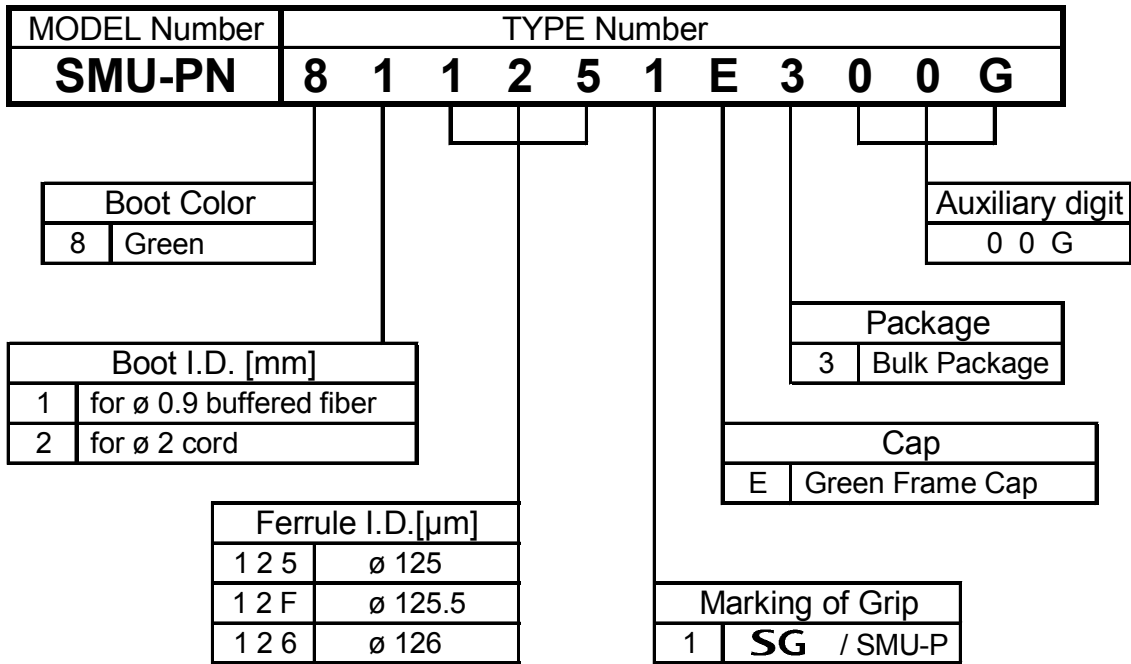 MODEL Number TYPE Number
SMU-PN 8 1 1 2 5 1 E 3 0 0 G
Boot Color
8 Green
Auxiliary digit
0 0 G
Package
3 Bulk Package
Boot I.D. [mm]
1 for ø 0.9 buffered fiber
2 for ø 2 cord
Cap
E Green Frame Cap
Ferrule I.D.[µm]
1 2 5 ø 125
1 2 F ø 125.5
1 2 6 ø 126
Marking of Grip
1 SG / SMU-P